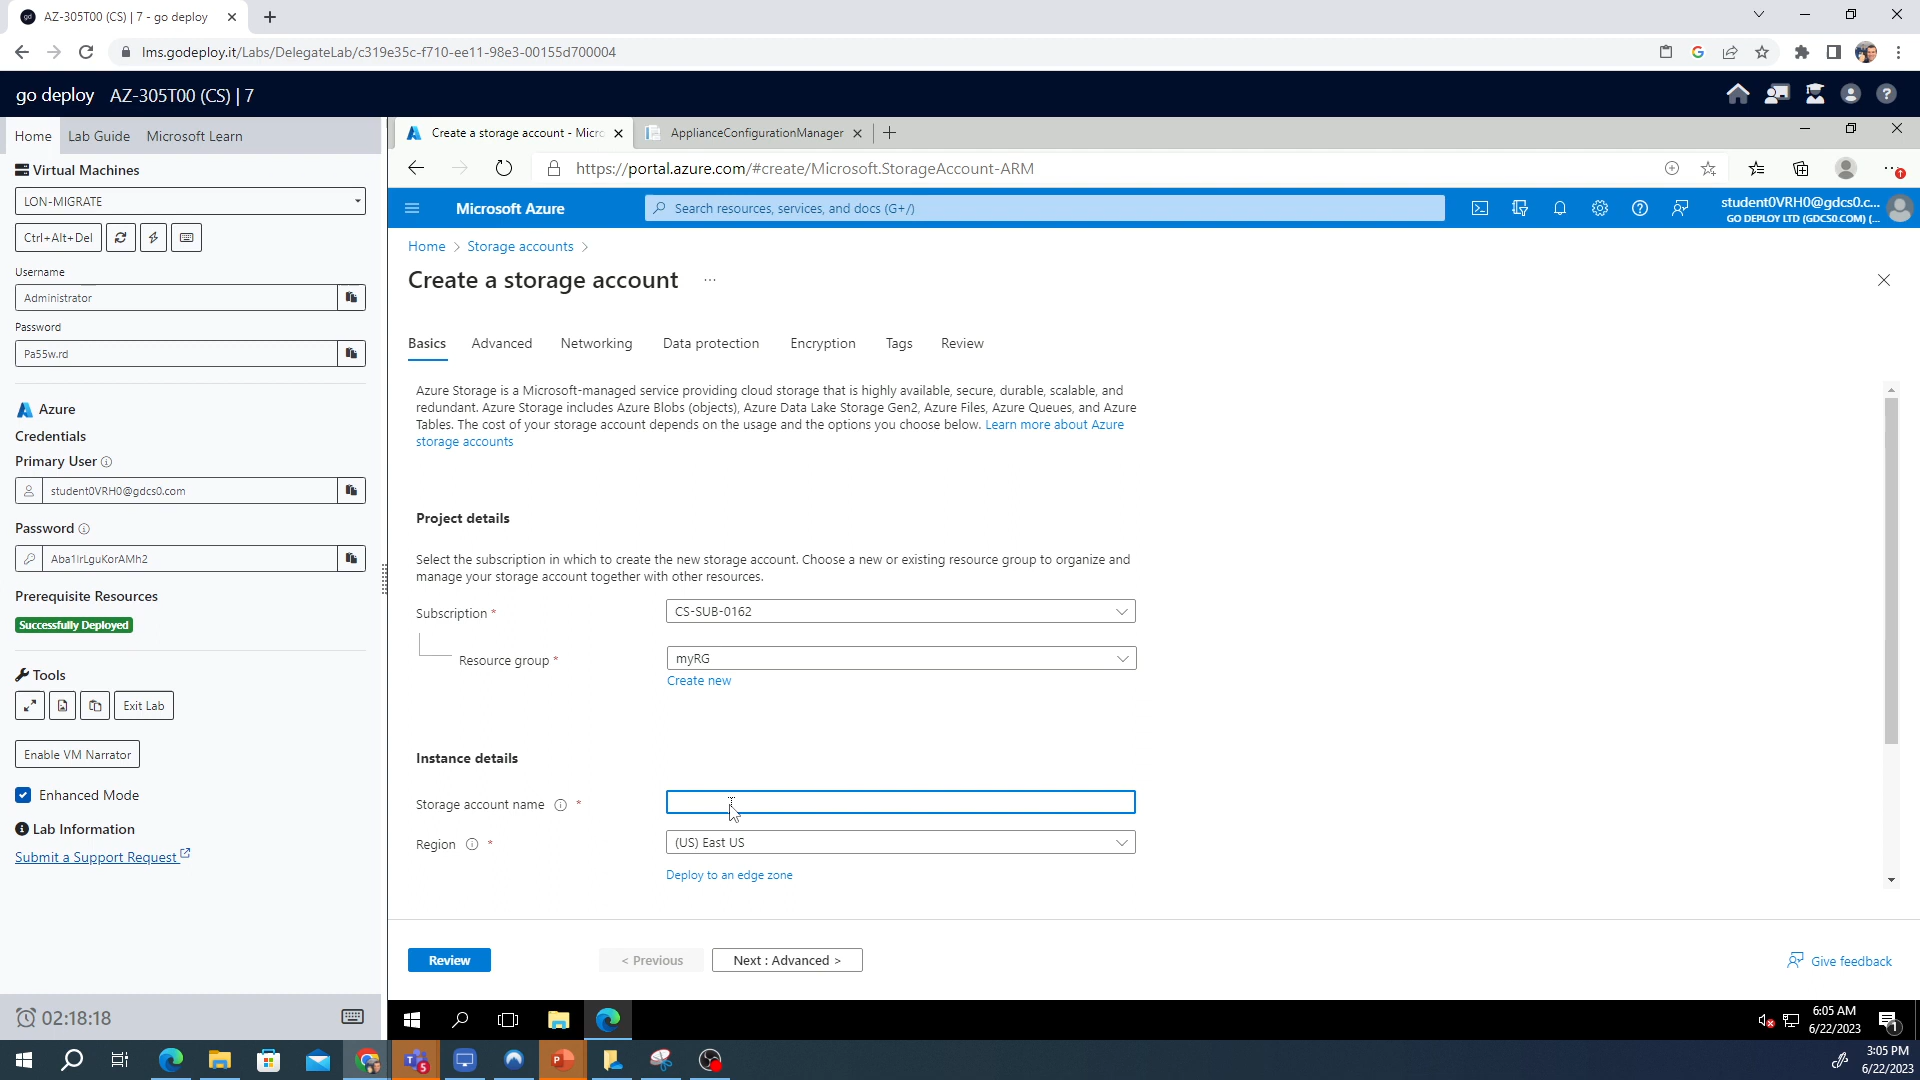 AZ-305T00 (CS) | 7 - go deploy
lms.godeploy.it/Labs/DelegateLab/c319e35c-f710-ee11-98e3-00155d700004
go deploy AZ-305T00 (CS) | 7
Home Lab Guide Microsoft Learn
Virtual Machines
LON-MIGRATE
Ctrl+Alt+Del
Username
Administrator
Password
Pa55w.rd
Azure
Credentials
Primary User
student0VRH0@gdcs0.com
Password
Aba1IrLguKorAMh2
Prerequisite Resources
Successfully Deployed
Tools
Exit Lab
Enable VM Narrator
Enhanced Mode
Lab Information
Submit a Support Request
02:18:18
Create a storage account - Micro
ApplianceConfigurationManager
https://portal.azure.com/#create/Microsoft.StorageAccount-ARM
Microsoft Azure
Search resources, services, and docs (G+/)
student0VRH0@gdcs0.c...
GO DEPLOY LTD (GDCS0.COM) (...
Home > Storage accounts >
Create a storage account ...
Basics Advanced Networking Data protection Encryption Tags Review
Azure Storage is a Microsoft-managed service providing cloud storage that is highly available, secure, durable, scalable, and
redundant. Azure Storage includes Azure Blobs (objects), Azure Data Lake Storage Gen2, Azure Files, Azure Queues, and Azure
Tables. The cost of your storage account depends on the usage and the options you choose below. Learn more about Azure
storage accounts
Project details
Select the subscription in which to create the new storage account. Choose a new or existing resource group to organize and
manage your storage account together with other resources.
Subscription *
CS-SUB-0162
Resource group *
myRG
Create new
Instance details
Storage account name *
Region *
(US) East US
Deploy to an edge zone
Review
< Previous
Next : Advanced >
Give feedback
6:05 AM
6/22/2023
1
5
3:05 PM
6/22/2023